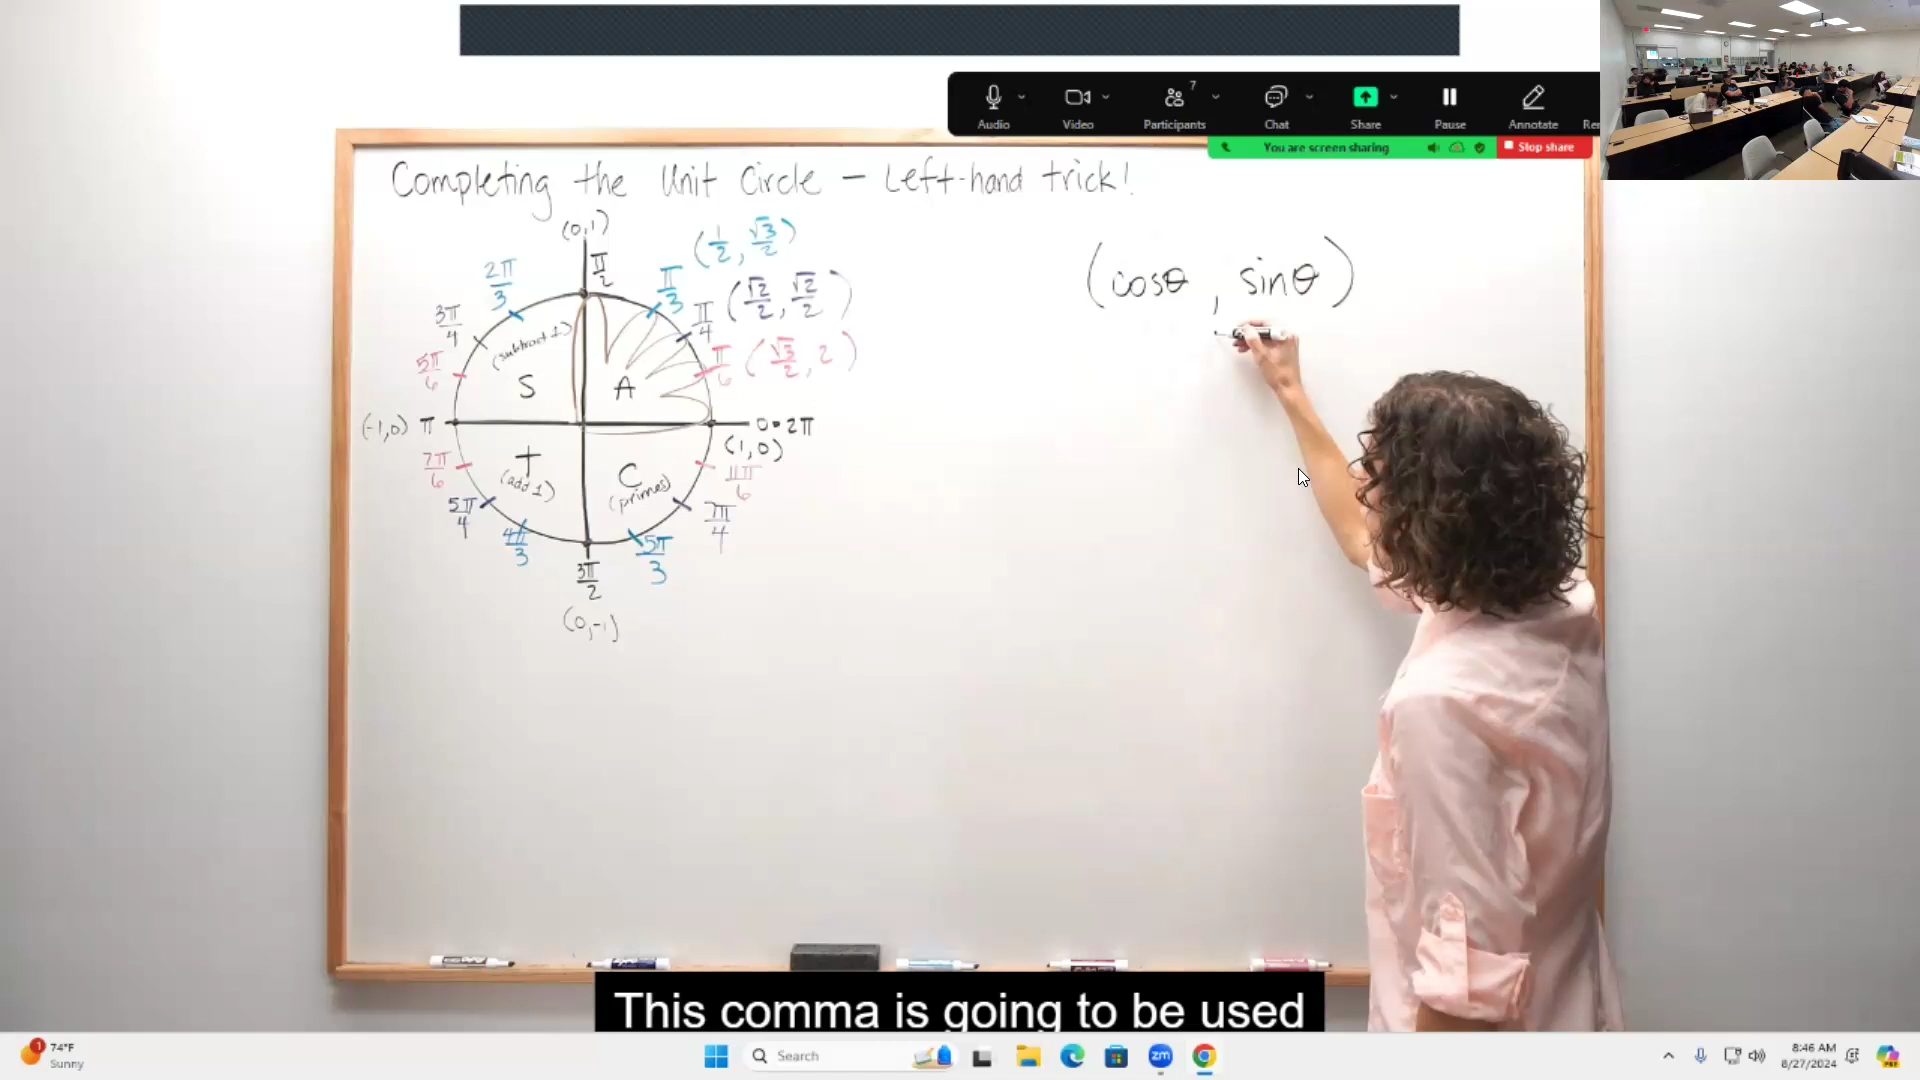 7
Audio
Video
Participants
Chat
Share
Pause
Annotate
You are screen sharing
Stop share
Completing the Unit Circle - Left-hand trick!
(0,1)
π/2
2π/3
3π/4
5π/6
(-1,0) π
7π/6
5π/4
4π/3
3π/2
(0,-1)
5π/3
7π/4
11π/6
0·2π
(1,0)
π/6 (√3/2, 2)
π/4 (√2/2, √2/2)
π/3 (1/2, √3/2)
S
(subtract 1)
A
T
(add 1)
C
(primes)
(cosθ, sinθ)
This comma is going to be used
1
74°F
Sunny
Search
zm
8:46 AM
8/27/2024